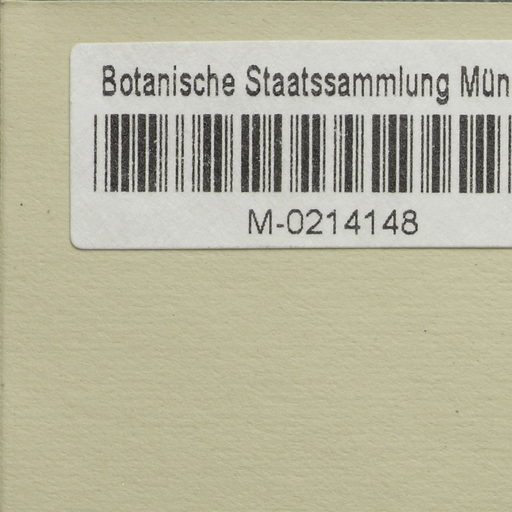 Botanische Staatssammlung Mün
M-0214148